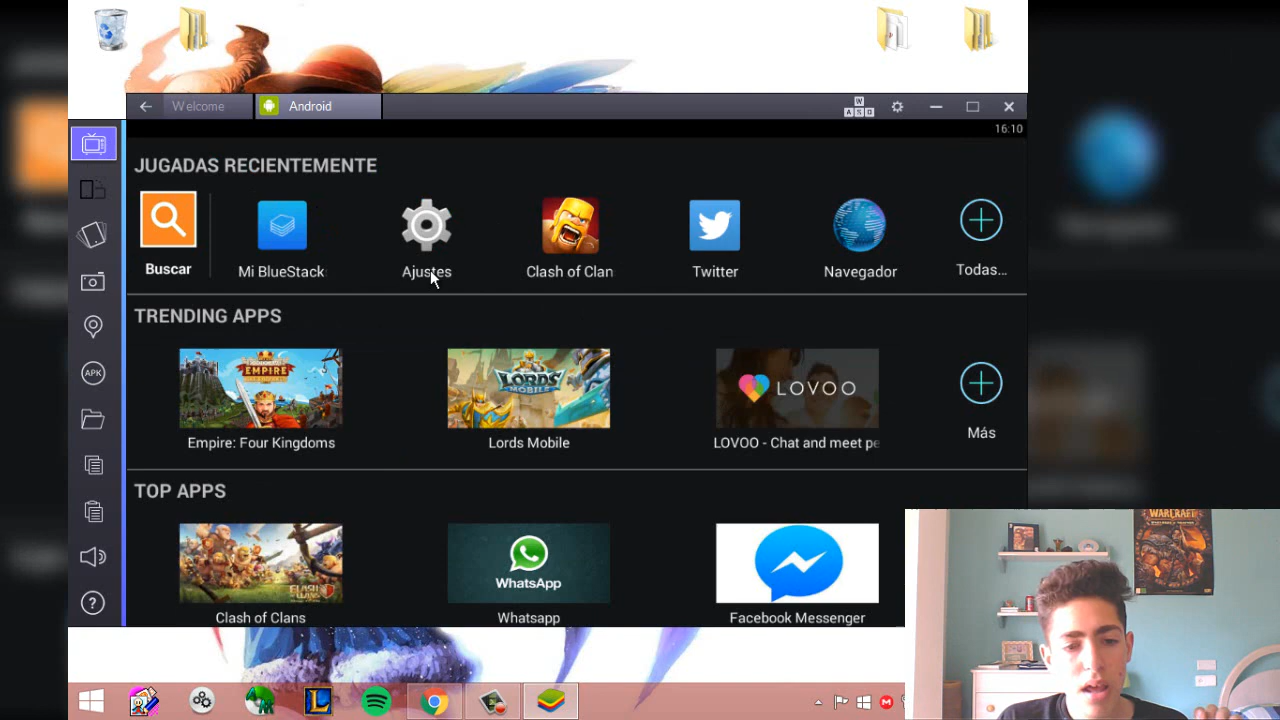 Welcome
Android
W
A S D
16:10
JUGADAS RECIENTEMENTE
Buscar
Mi BlueStack
Ajustes
Clash of Clan
Twitter
Navegador
Todas...
TRENDING APPS
EMPIRE
LORDS
MOBILE
LOVOO
Empire: Four Kingdoms
Lords Mobile
LOVOO - Chat and meet pe
Más
APK
TOP APPS
WhatsApp
Clash of Clans
Whatsapp
Facebook Messenger
WARCRAFT